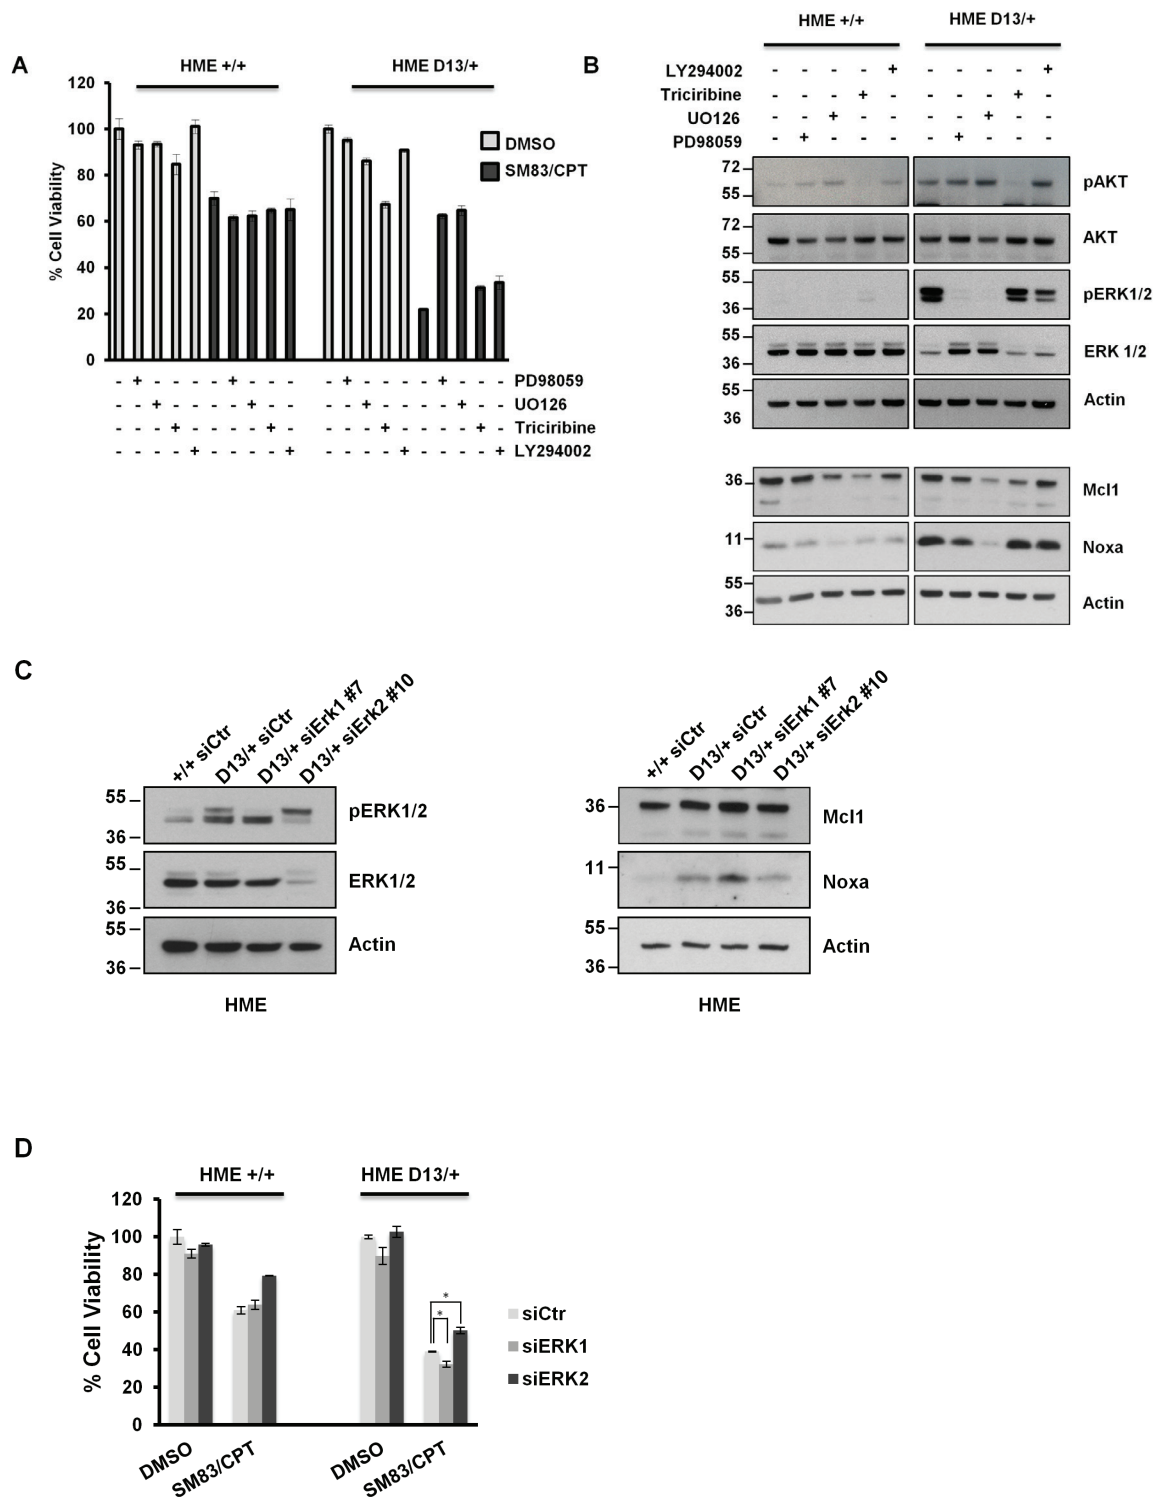 A
HME +/+
HME D13/+
120
100
80
60
40
20
0
% Cell Viability
DMSO
SM83/CPT
- + - - - - + - - - - + - - - - + - - - PD98059
- - + - - - - + - - - - + - - - - + - - UO126
- - - + - - - - + - - - - + - - - - + - Triciribine
- - - - + - - - - + - - - - + - - - - + LY294002
B
HME +/+
HME D13/+
LY294002 - - - - + - - - - +
Triciribine - - - + - - - - + -
UO126 - - + - - - - + - -
PD98059 - + - - - - + - - -
72
55
pAKT
72
55
AKT
55
36
pERK1/2
55
36
ERK 1/2
55
36
Actin
36
Mcl1
11
Noxa
55
36
Actin
C
+/+ siCtr
D13/+ siCtr
D13/+ siErk1 #7
D13/+ siErk2 #10
55
36
pERK1/2
55
36
ERK1/2
55
36
Actin
HME
+/+ siCtr
D13/+ siCtr
D13/+ siErk1 #7
D13/+ siErk2 #10
36
Mcl1
11
Noxa
55
36
Actin
HME
D
HME +/+
HME D13/+
120
100
80
60
40
20
0
% Cell Viability
*
*
siCtr
siERK1
siERK2
DMSO
SM83/CPT
DMSO
SM83/CPT